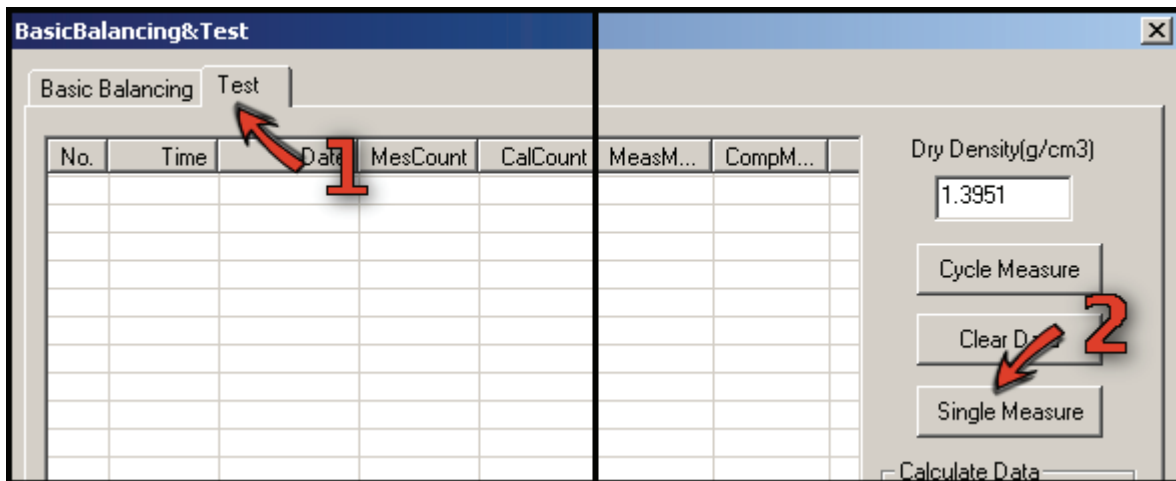 BasicBalancing&Test
Basic Balancing Test
1
No. Time Date MesCount CalCount MeasM... CompM...
Dry Density(g/cm3)
1.3951
Cycle Measure
Clear Data
2
Single Measure
Calculate Data